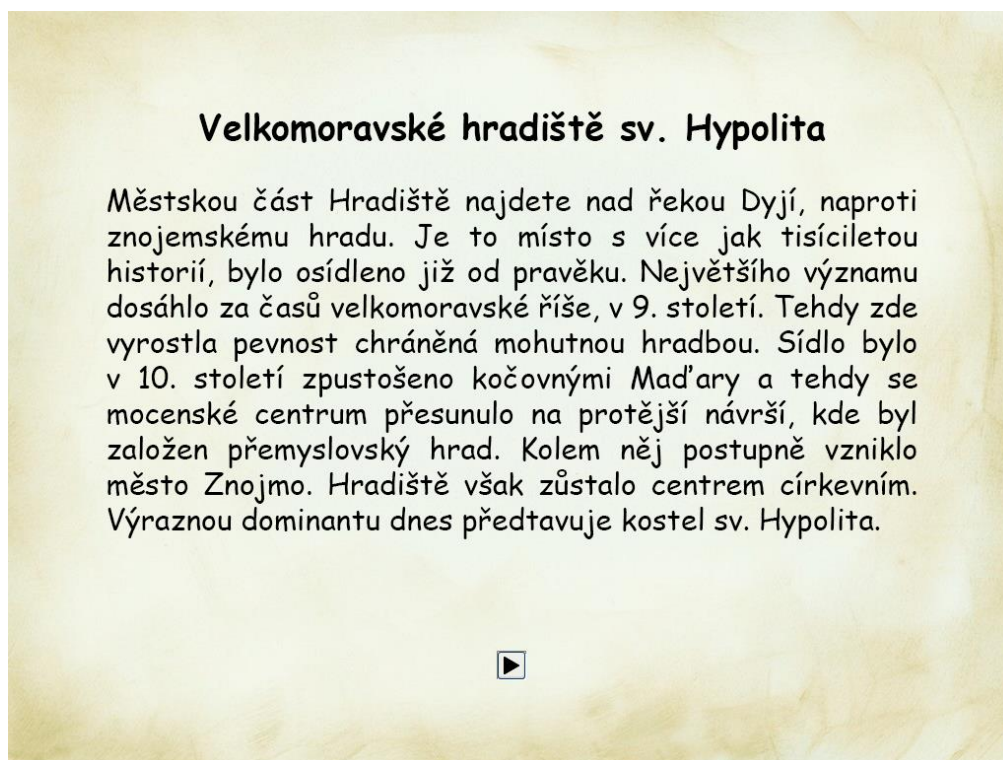 Velkomoravské hradiště sv. Hypolita
Městskou část Hradiště najdete nad řekou Dyjí, naproti
znojemskému hradu. Je to místo s více jak tisíciletou
historií, bylo osídleno již od pravěku. Největšího významu
dosáhlo za časů velkomoravské říše, v 9. století. Tehdy zde
vyrostla pevnost chráněná mohutnou hradbou. Sídlo bylo
v 10. století zpustošeno kočovnými Maďary a tehdy se
mocenské centrum přesunulo na protější návrší, kde byl
založen přemyslovský hrad. Kolem něj postupně vzniklo
město Znojmo. Hradiště však zůstalo centrem církevním.
Výraznou dominantu dnes předtavuje kostel sv. Hypolita.